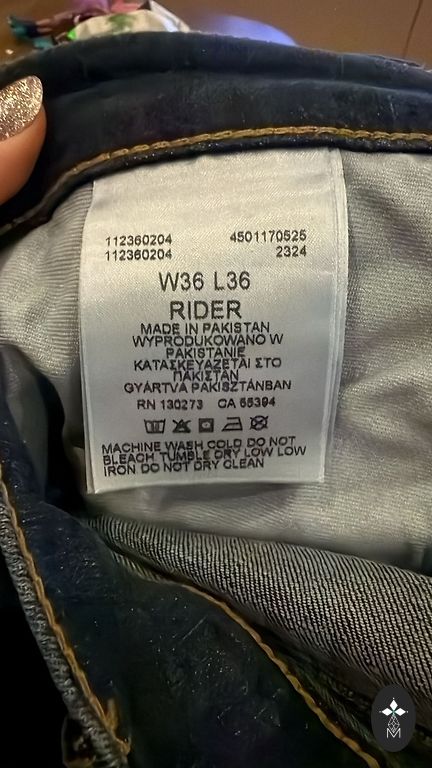 112360204 4501170525
112360204 2324
W36 L36
RIDER
MADE IN PAKISTAN
WYPRODUKOWANO W
PAKISTANIE
ΚΑΤΑΣΚΕΥΑΖΕΤΑΙ ΣΤΟ
ΠΑΚΙΣΤΑΝ
GYÁRTVA PAKISZTÁNBAN
RN 130273 CA 55394
MACHINE WASH COLD DO NOT
BLEACH TUMBLE DRY LOW LOW
IRON DO NOT DRY CLEAN
M